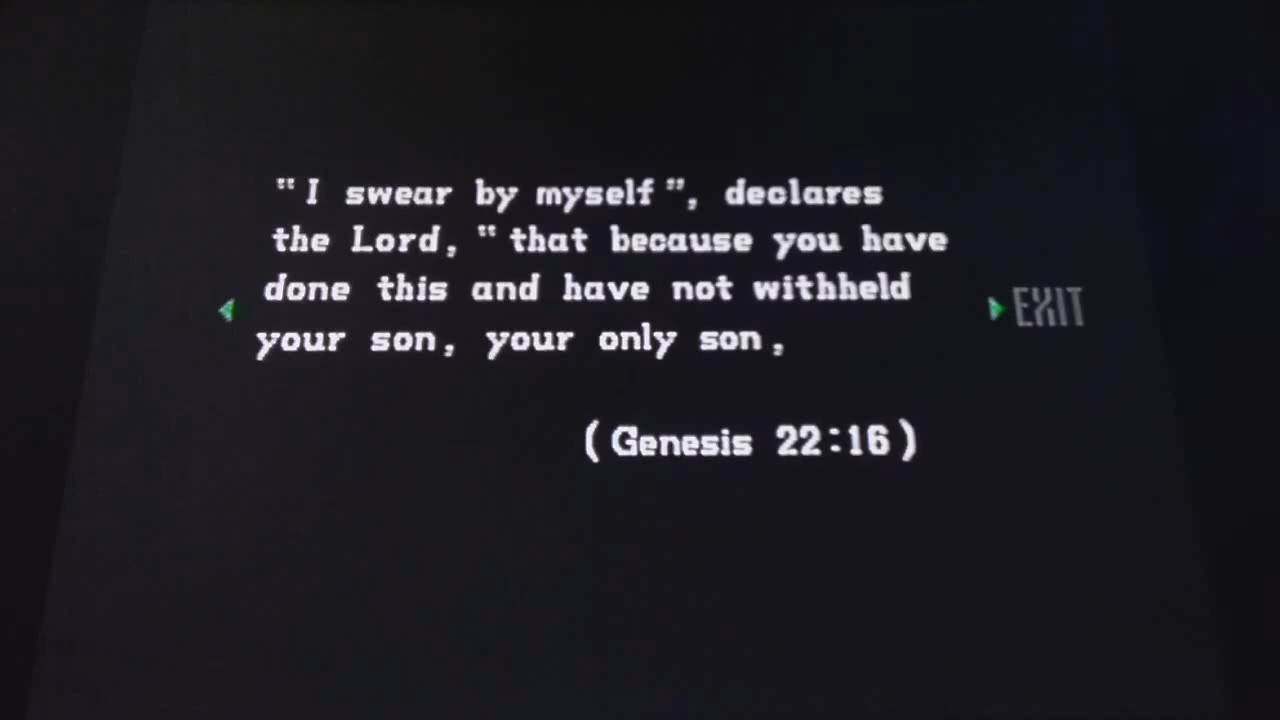 "I swear by myself", declares
the Lord, "that because you have
done this and have not withheld
your son, your only son,
EXIT
(Genesis 22:16)